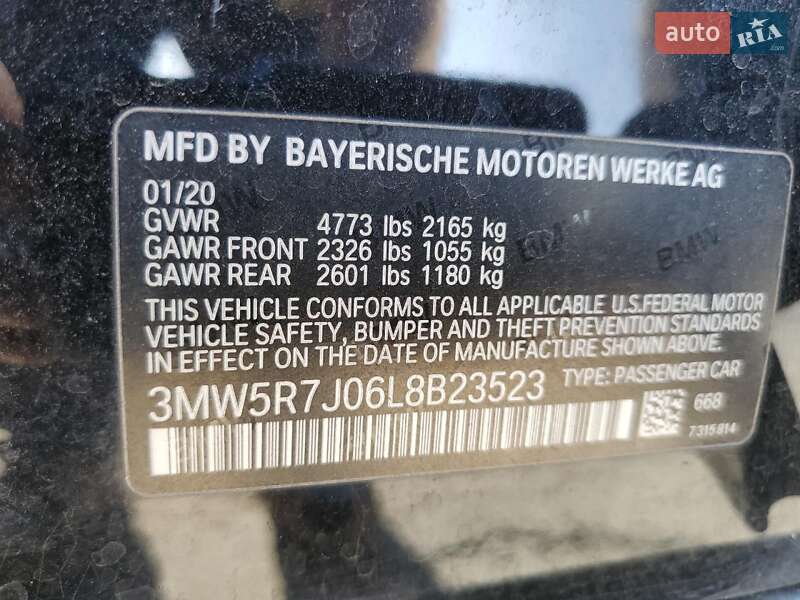 auto RIA .com
MFD BY BAYERISCHE MOTOREN WERKE AG
01/20
GVWR 4773 lbs 2165 kg
GAWR FRONT 2326 lbs 1055 kg
GAWR REAR 2601 lbs 1180 kg
THIS VEHICLE CONFORMS TO ALL APPLICABLE U.S.FEDERAL MOTOR
VEHICLE SAFETY, BUMPER AND THEFT PREVENTION STANDARDS
IN EFFECT ON THE DATE OF MANUFACTURE SHOWN ABOVE.
3MW5R7J06L8B23523 TYPE: PASSENGER CAR
668
7315814
BMW